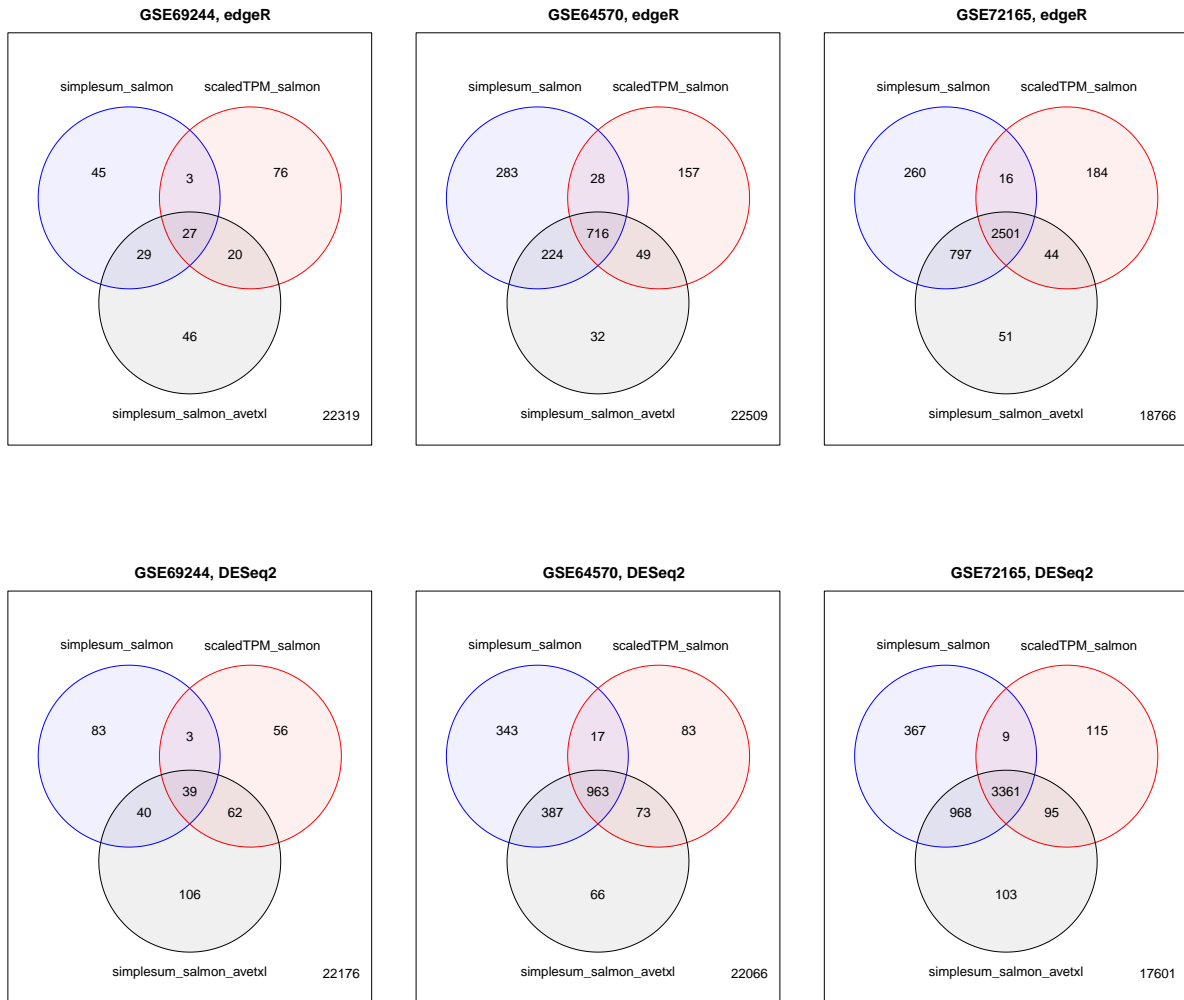 GSE69244, edgeR
simplesum_salmon
scaledTPM_salmon
45
3
76
27
29
20
46
simplesum_salmon_avetxl
22319
GSE64570, edgeR
simplesum_salmon
scaledTPM_salmon
283
28
157
716
224
49
32
simplesum_salmon_avetxl
22509
GSE72165, edgeR
simplesum_salmon
scaledTPM_salmon
260
16
184
2501
797
44
51
simplesum_salmon_avetxl
18766
GSE69244, DESeq2
simplesum_salmon
scaledTPM_salmon
83
3
56
39
40
62
106
simplesum_salmon_avetxl
22176
GSE64570, DESeq2
simplesum_salmon
scaledTPM_salmon
343
17
83
963
387
73
66
simplesum_salmon_avetxl
22066
GSE72165, DESeq2
simplesum_salmon
scaledTPM_salmon
367
9
115
3361
968
95
103
simplesum_salmon_avetxl
17601